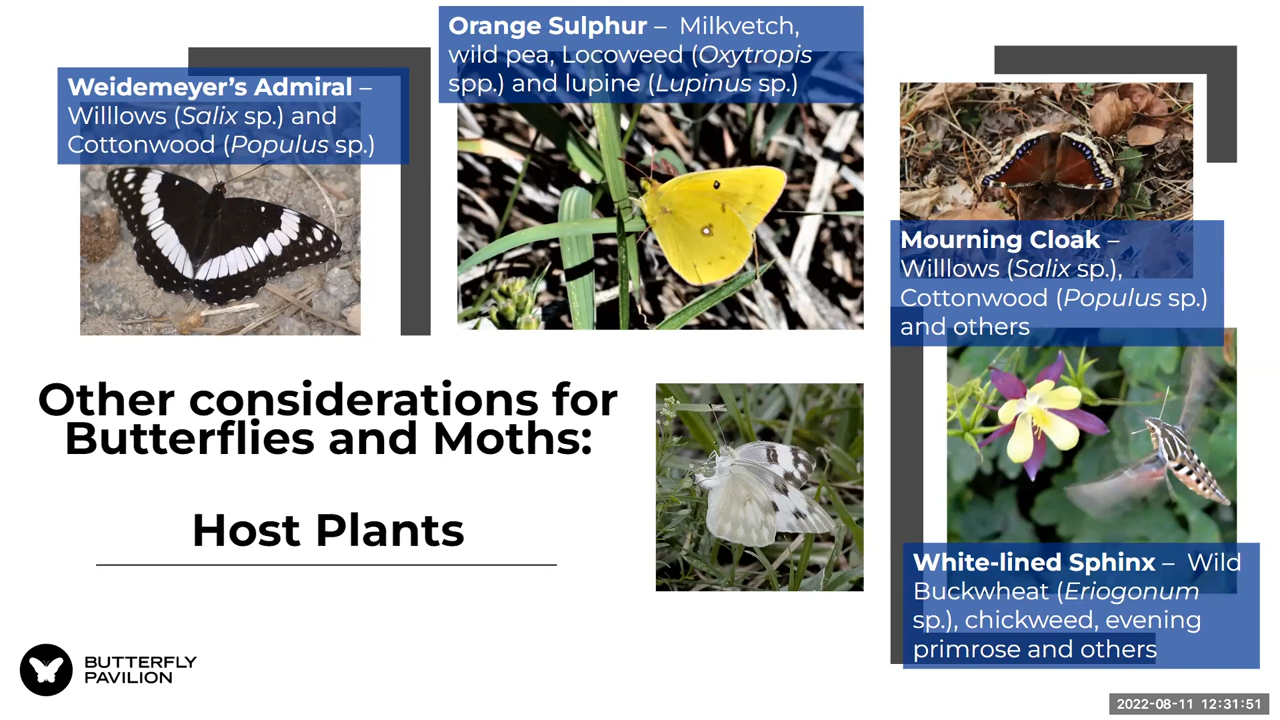 Orange Sulphur – Milkvetch,
wild pea, Locoweed (Oxytropis
spp.) and lupine (Lupinus sp.)
Weidemeyer’s Admiral –
Willlows (Salix sp.) and
Cottonwood (Populus sp.)
Mourning Cloak –
Willlows (Salix sp.),
Cottonwood (Populus sp.)
and others
Other considerations for
Butterflies and Moths:
Host Plants
White-lined Sphinx – Wild
Buckwheat (Eriogonum
sp.), chickweed, evening
primrose and others
BUTTERFLY
PAVILION
2022-08-11 12:31:51